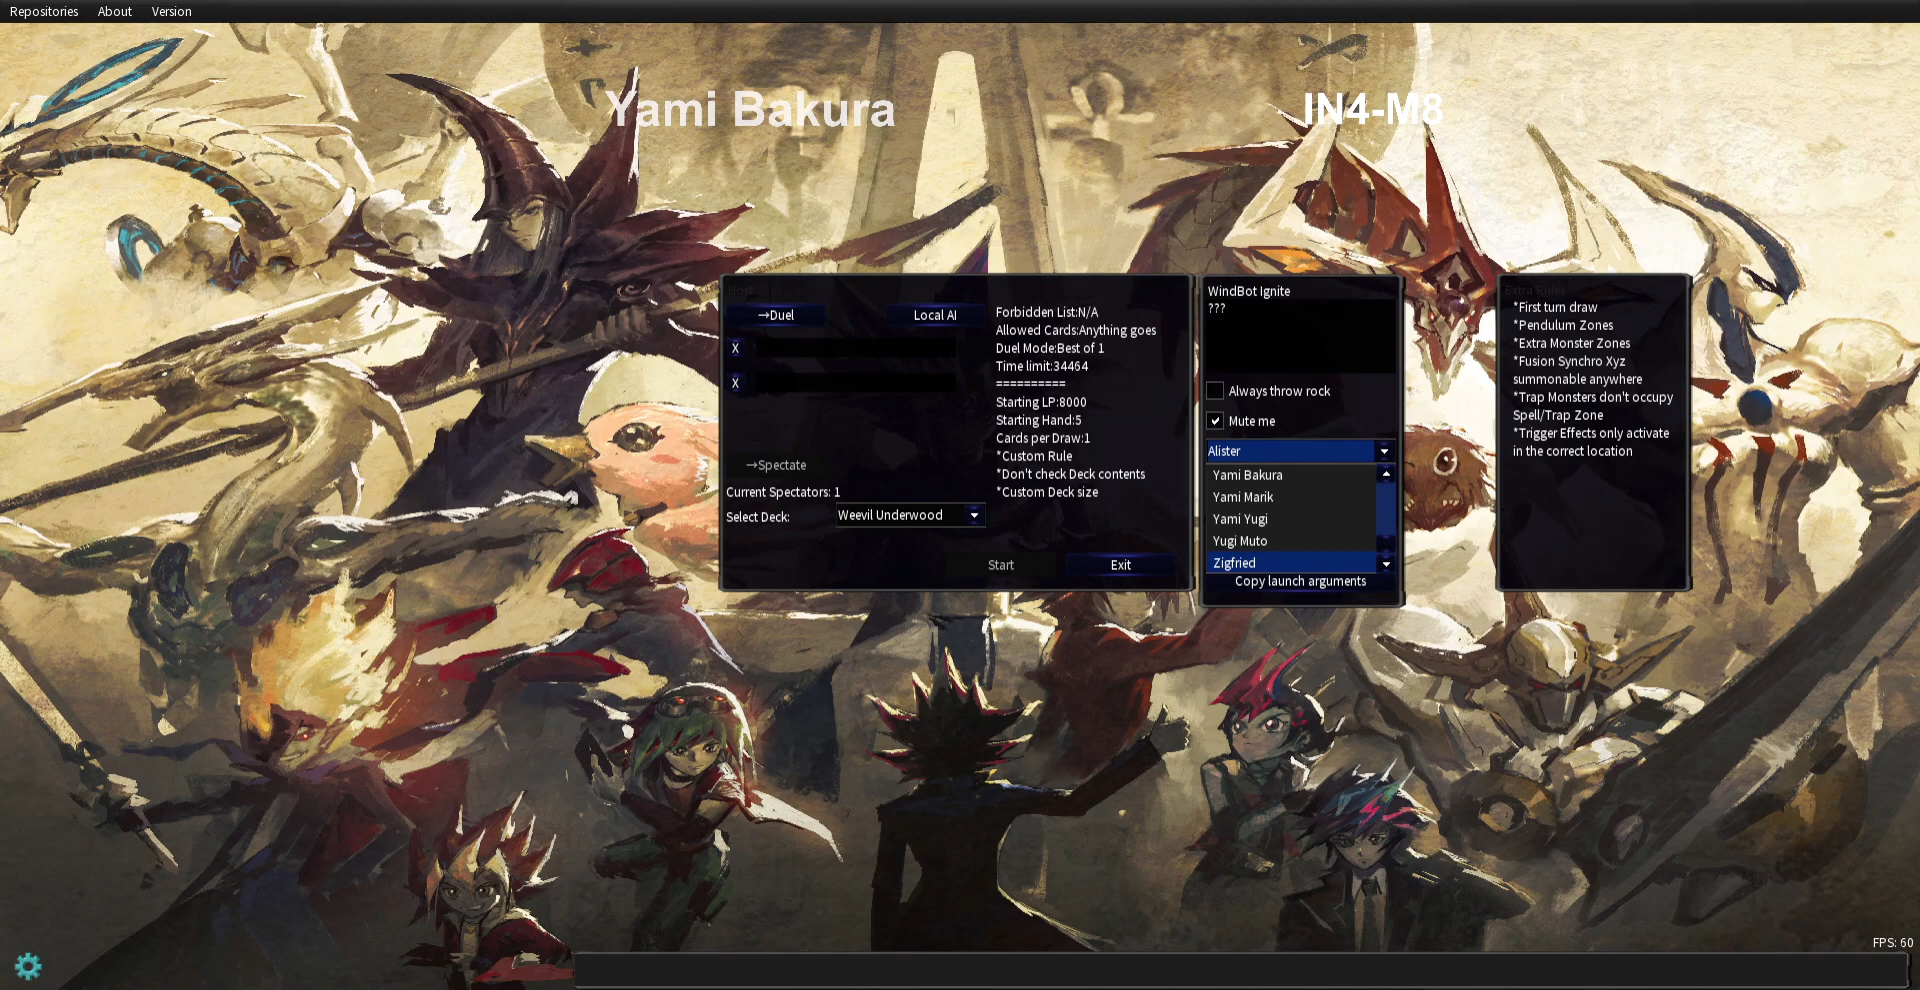 Repositories About Version
Yami Bakura
IN4-M8
Host
→Duel
Local AI
X
X
→Spectate
Current Spectators: 1
Select Deck:
Weevil Underwood
Forbidden List:N/A
Allowed Cards:Anything goes
Duel Mode:Best of 1
Time limit:34464
==========
Starting LP:8000
Starting Hand:5
Cards per Draw:1
*Custom Rule
*Don't check Deck contents
*Custom Deck size
Start
Exit
WindBot Ignite
???
Always throw rock
Mute me
Alister
Yami Bakura
Yami Marik
Yami Yugi
Yugi Muto
Zigfried
Copy launch arguments
Extra Rules
*First turn draw
*Pendulum Zones
*Extra Monster Zones
*Fusion Synchro Xyz
summonable anywhere
*Trap Monsters don't occupy
Spell/Trap Zone
*Trigger Effects only activate
in the correct location
FPS: 60